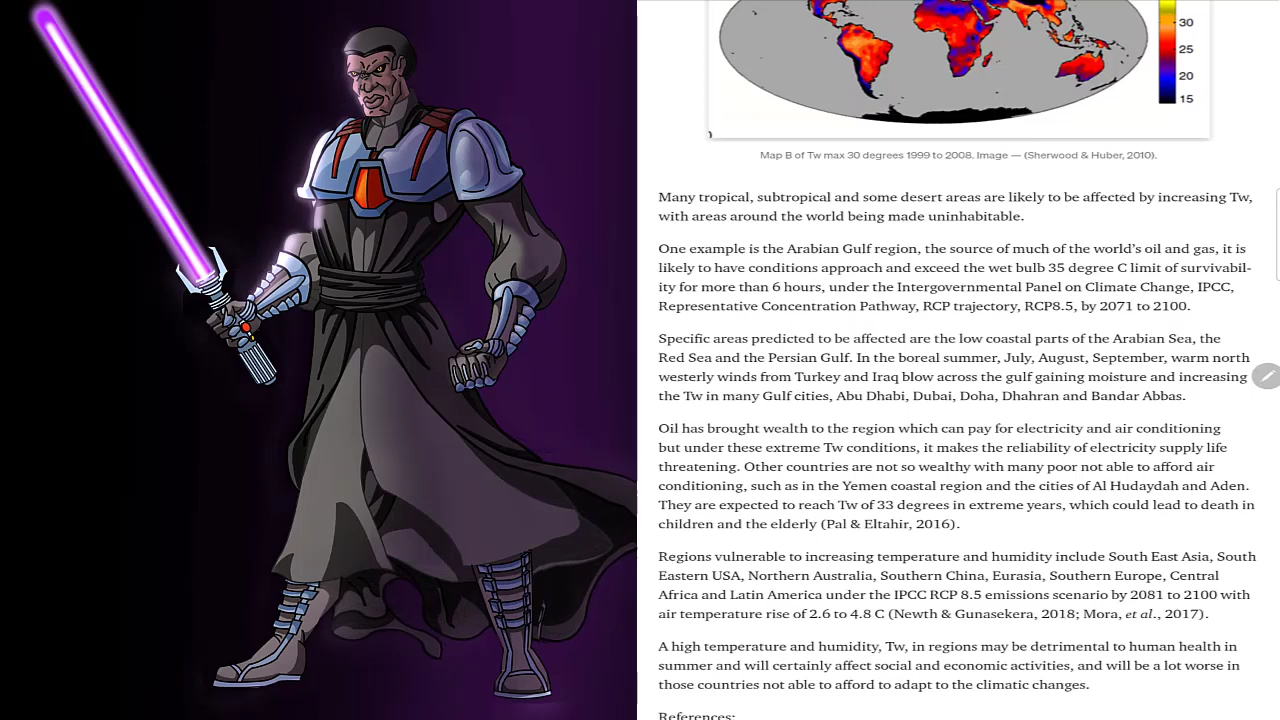 30
25
20
15
Map B of Tw max 30 degrees 1999 to 2008. Image — (Sherwood & Huber, 2010).
Many tropical, subtropical and some desert areas are likely to be affected by increasing Tw,
with areas around the world being made uninhabitable.
One example is the Arabian Gulf region, the source of much of the world’s oil and gas, it is
likely to have conditions approach and exceed the wet bulb 35 degree C limit of survivabil-
ity for more than 6 hours, under the Intergovernmental Panel on Climate Change, IPCC,
Representative Concentration Pathway, RCP trajectory, RCP8.5, by 2071 to 2100.
Specific areas predicted to be affected are the low coastal parts of the Arabian Sea, the
Red Sea and the Persian Gulf. In the boreal summer, July, August, September, warm north
westerly winds from Turkey and Iraq blow across the gulf gaining moisture and increasing
the Tw in many Gulf cities, Abu Dhabi, Dubai, Doha, Dhahran and Bandar Abbas.
Oil has brought wealth to the region which can pay for electricity and air conditioning
but under these extreme Tw conditions, it makes the reliability of electricity supply life
threatening. Other countries are not so wealthy with many poor not able to afford air
conditioning, such as in the Yemen coastal region and the cities of Al Hudaydah and Aden.
They are expected to reach Tw of 33 degrees in extreme years, which could lead to death in
children and the elderly (Pal & Eltahir, 2016).
Regions vulnerable to increasing temperature and humidity include South East Asia, South
Eastern USA, Northern Australia, Southern China, Eurasia, Southern Europe, Central
Africa and Latin America under the IPCC RCP 8.5 emissions scenario by 2081 to 2100 with
air temperature rise of 2.6 to 4.8 C (Newth & Gunasekera, 2018; Mora, et al., 2017).
A high temperature and humidity, Tw, in regions may be detrimental to human health in
summer and will certainly affect social and economic activities, and will be a lot worse in
those countries not able to afford to adapt to the climatic changes.
References: